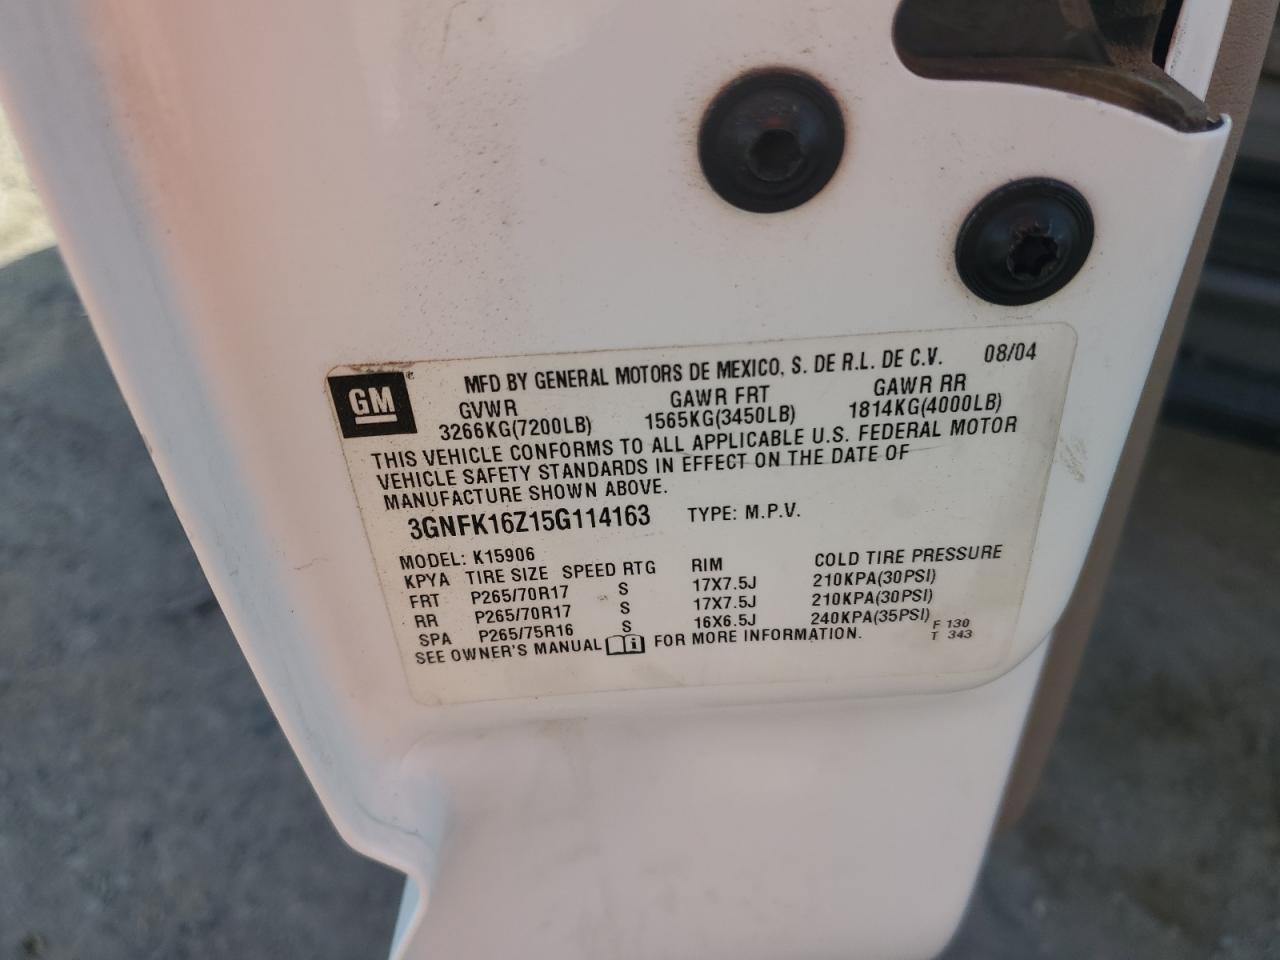 GM
MFD BY GENERAL MOTORS DE MEXICO, S. DE R.L. DE C.V. 08/04
GVWR GAWR FRT GAWR RR
3266KG(7200LB) 1565KG(3450LB) 1814KG(4000LB)
THIS VEHICLE CONFORMS TO ALL APPLICABLE U.S. FEDERAL MOTOR
VEHICLE SAFETY STANDARDS IN EFFECT ON THE DATE OF
MANUFACTURE SHOWN ABOVE.
3GNFK16Z15G114163 TYPE: M.P.V.
MODEL: K15906
KPYA TIRE SIZE SPEED RTG RIM COLD TIRE PRESSURE
FRT P265/70R17 S 17X7.5J 210KPA(30PSI)
RR P265/70R17 S 17X7.5J 210KPA(30PSI)
SPA P265/75R16 S 16X6.5J 240KPA(35PSI) F 130
SEE OWNER'S MANUAL FOR MORE INFORMATION. T 343